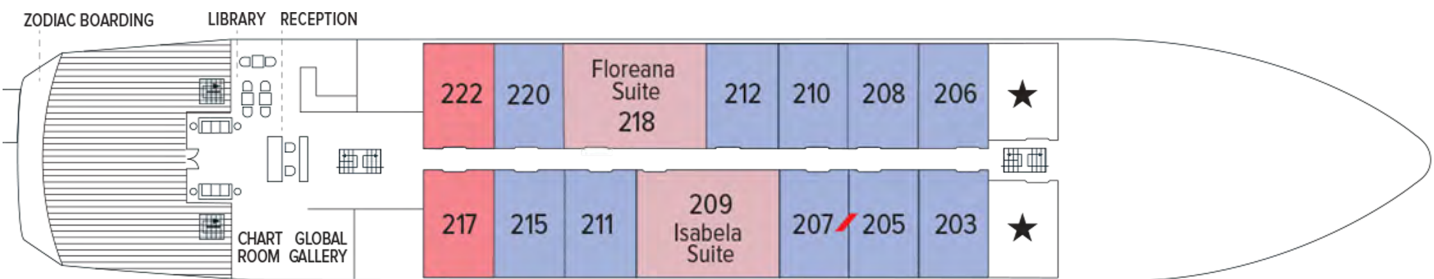 ZODIAC BOARDING
LIBRARY
RECEPTION
222
220
Floreana
Suite
218
212
210
208
206
217
215
211
209
Isabela
Suite
207
205
203
CHART
ROOM
GLOBAL
GALLERY